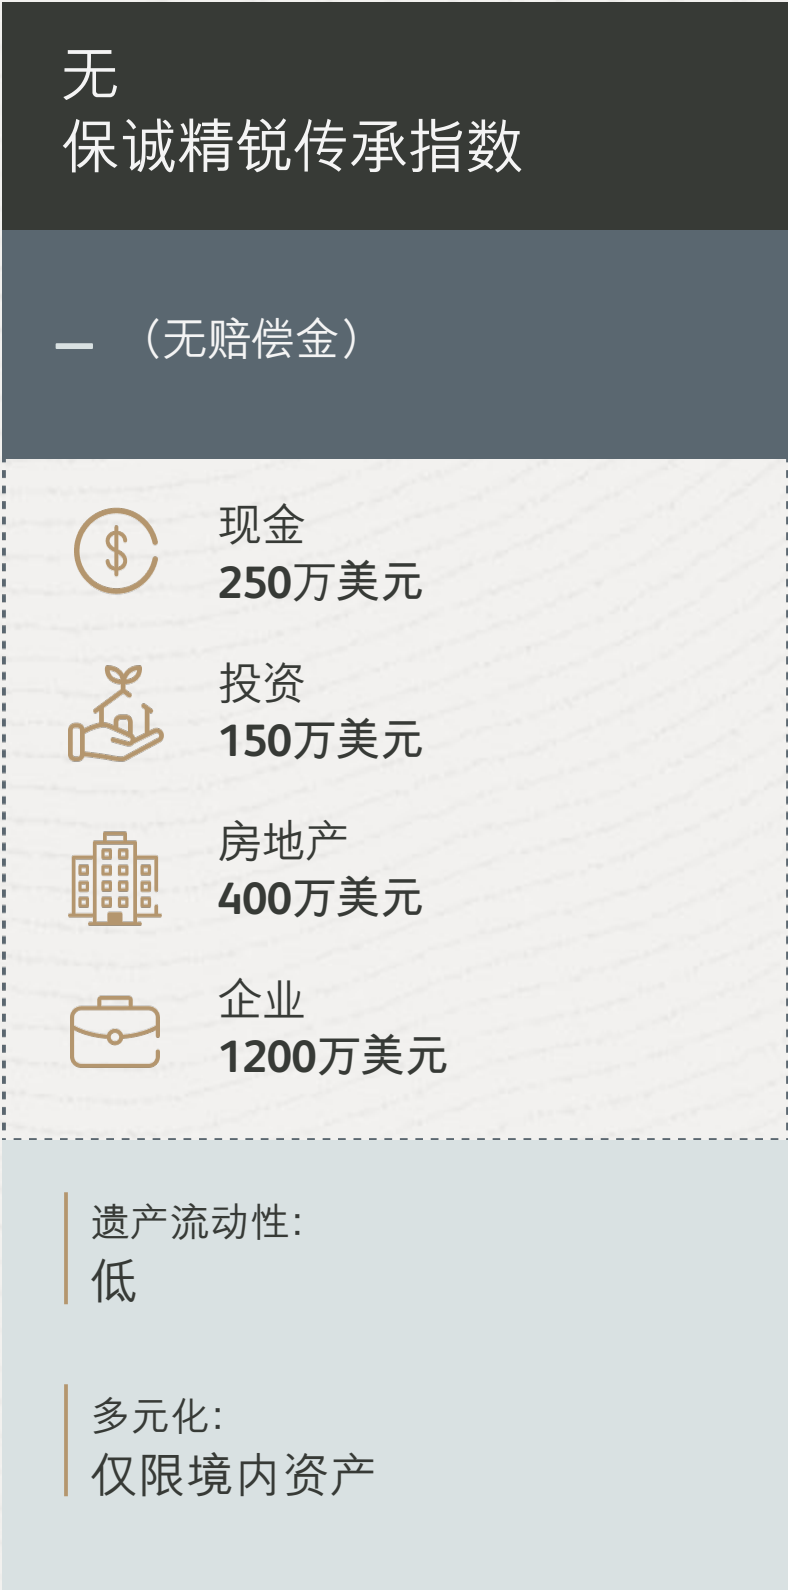 无
保诚精锐传承指数
— （无赔偿金）
现金
250万美元
投资
150万美元
房地产
400万美元
企业
1200万美元
遗产流动性:
低
多元化:
仅限境内资产